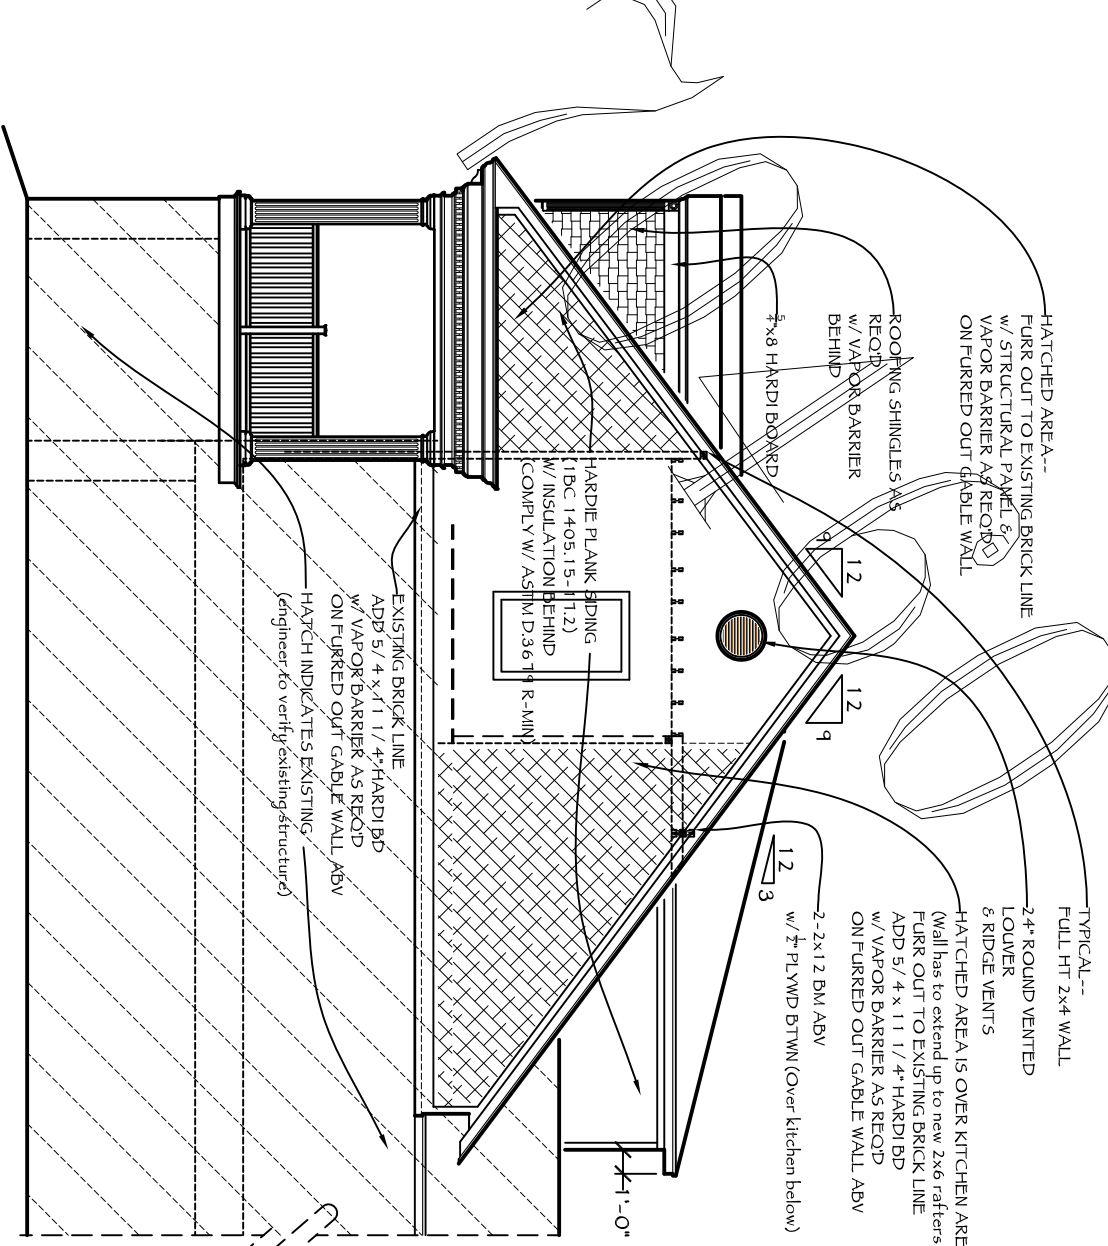 HATCHED AREA--
FURR OUT TO EXISTING BRICK LINE
w/ STRUCTURAL PANEL &
VAPOR BARRIER AS REQ'D
ON FURRED OUT GABLE WALL
ROOFING SHINGLES AS
REQ'D
w/ VAPOR BARRIER
BEHIND
5/4"x8 HARDI BOARD
9
12
12
9
HARDIE PLANK SIDING
(IBC 1405.15-1 1.2)
W/ INSULATION BEHIND
EXISTING BRICK LINE
ADD 5/ 4 x 11 1/ 4" HARDI BD
w/ VAPOR BARRIER AS REQ'D
ON FURRED OUT GABLE WALL ABV
HATCH INDICATES EXISTING
(engineer to verify existing structure)
TYPICAL--
FULL HT 2x4 WALL
24" ROUND VENTED
LOUVER
& RIDGE VENTS
HATCHED AREA IS OVER KITCHEN ARE
(Wall has to extend up to new 2x6 rafters
FURR OUT TO EXISTING BRICK LINE
ADD 5/ 4 x 11 1/ 4" HARDI BD
w/ VAPOR BARRIER AS REQ'D
ON FURRED OUT GABLE WALL ABV
2 - 2x12 BM ABV
w/ 1/2" PLYWD BTWN (Over kitchen below)
12
3
1'-0"